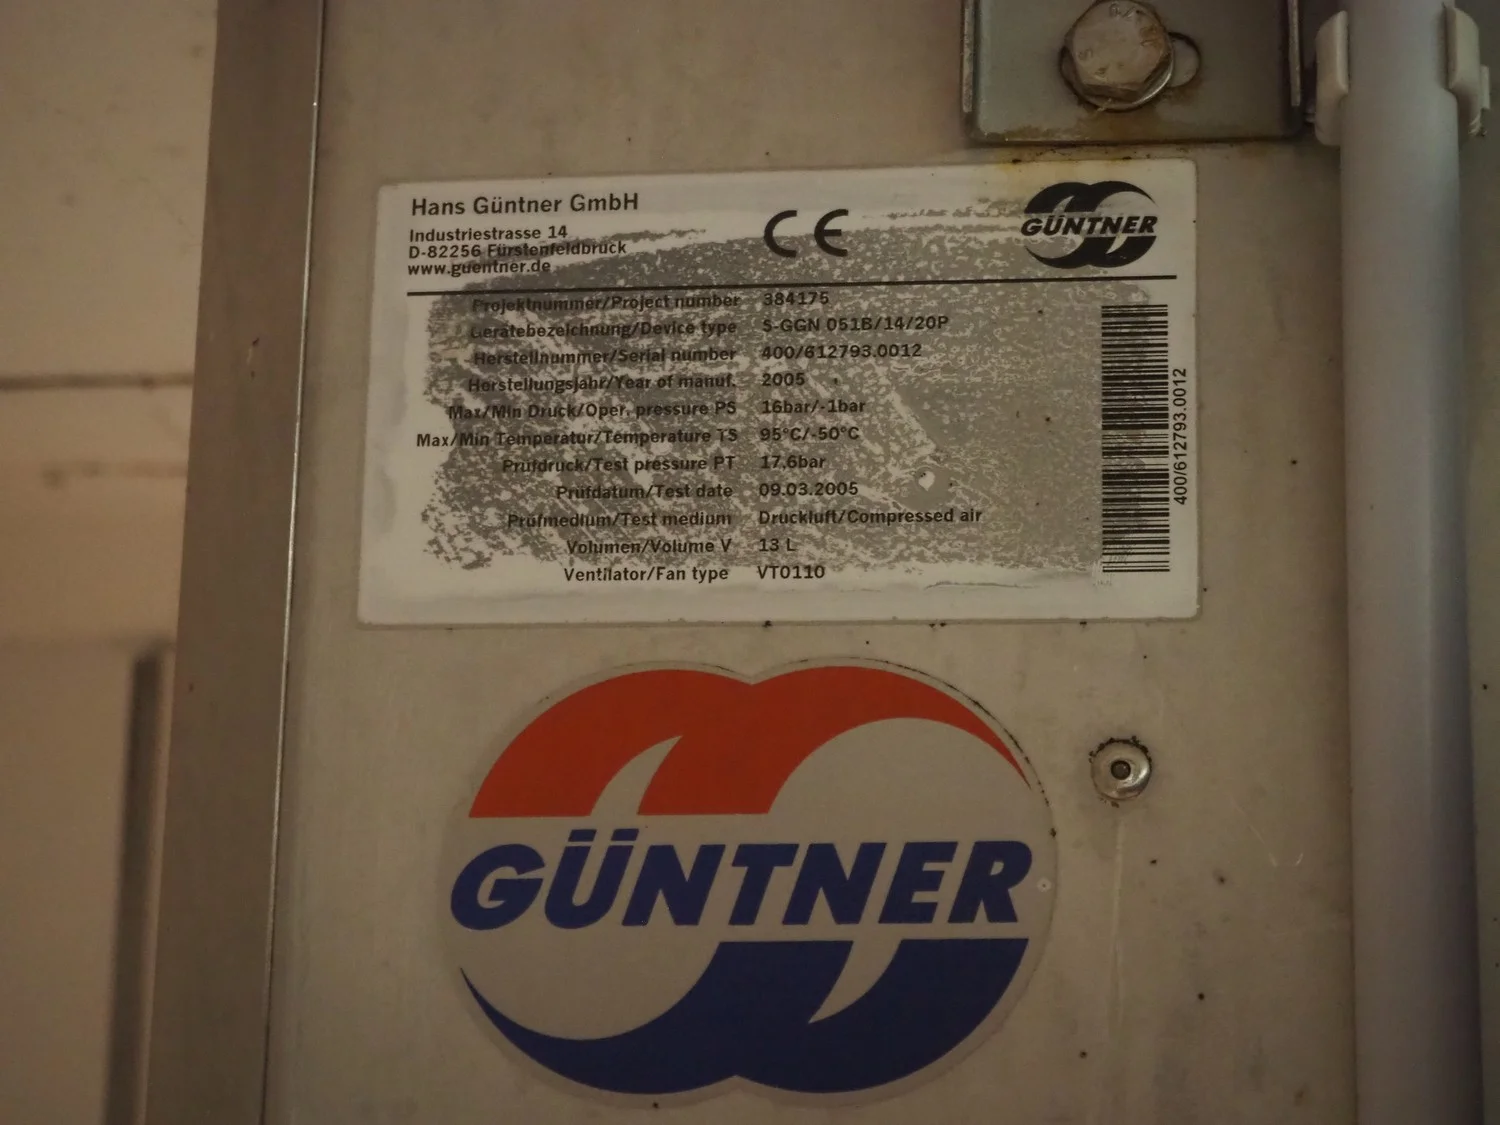 Hans Güntner GmbH
Industriestrasse 14
D-82256 Fürstenfeldbruck
www.guentner.de
CE
GÜNTNER
Projektnummer/Project number 384175
Gerätebezeichnung/Device type S-GGN 051B/14/20P
Herstellnummer/Serial number 400/612793.0012
Herstellungsjahr/Year of manuf. 2005
Max/Min Druck/Oper. pressure PS 16bar/-1bar
Max/Min Temperatur/Temperature TS 95°C/-50°C
Prüfdruck/Test pressure PT 17,6bar
Prüfdatum/Test date 09.03.2005
Prüfmedium/Test medium Druckluft/Compressed air
Volumen/Volume V 13 L
Ventilator/Fan type VT0110
400/612793.0012
GÜNTNER